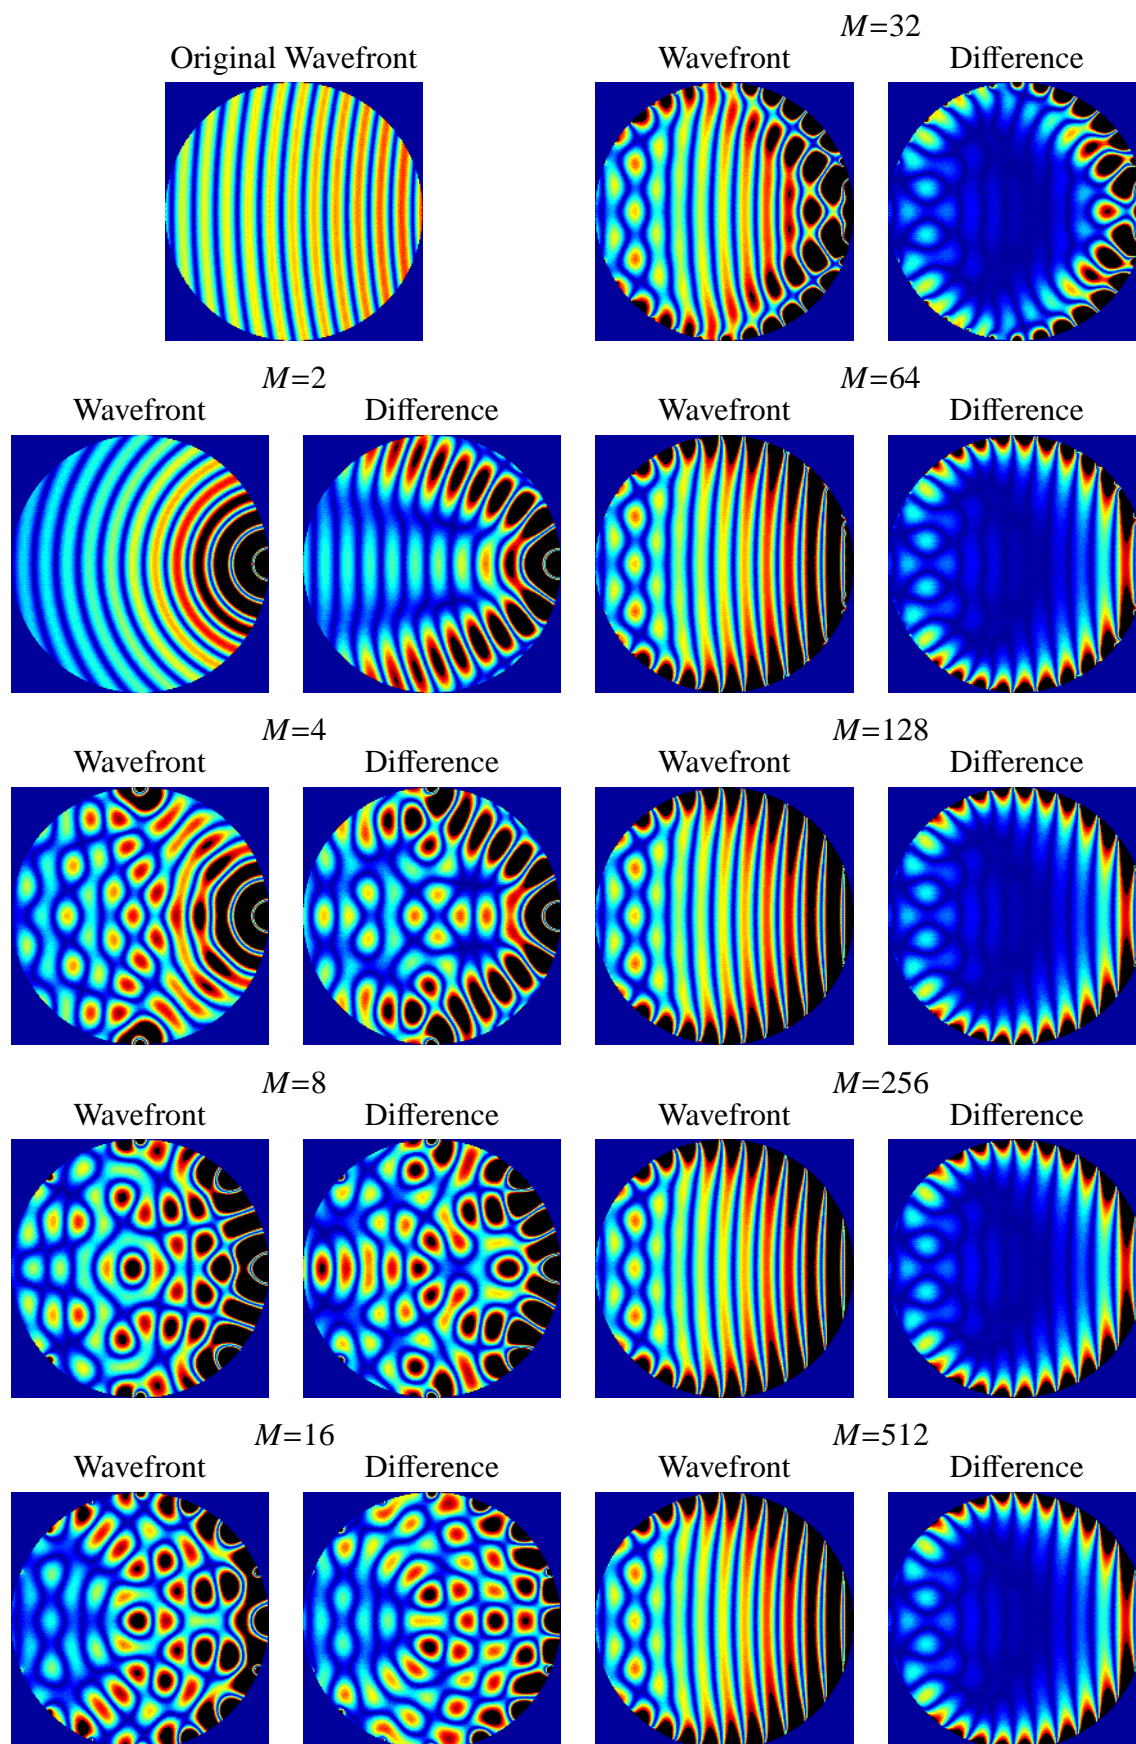 Original Wavefront
M=2
Wavefront Difference
M=4
Wavefront Difference
M=8
Wavefront Difference
M=16
Wavefront Difference
M=32
Wavefront Difference
M=64
Wavefront Difference
M=128
Wavefront Difference
M=256
Wavefront Difference
M=512
Wavefront Difference